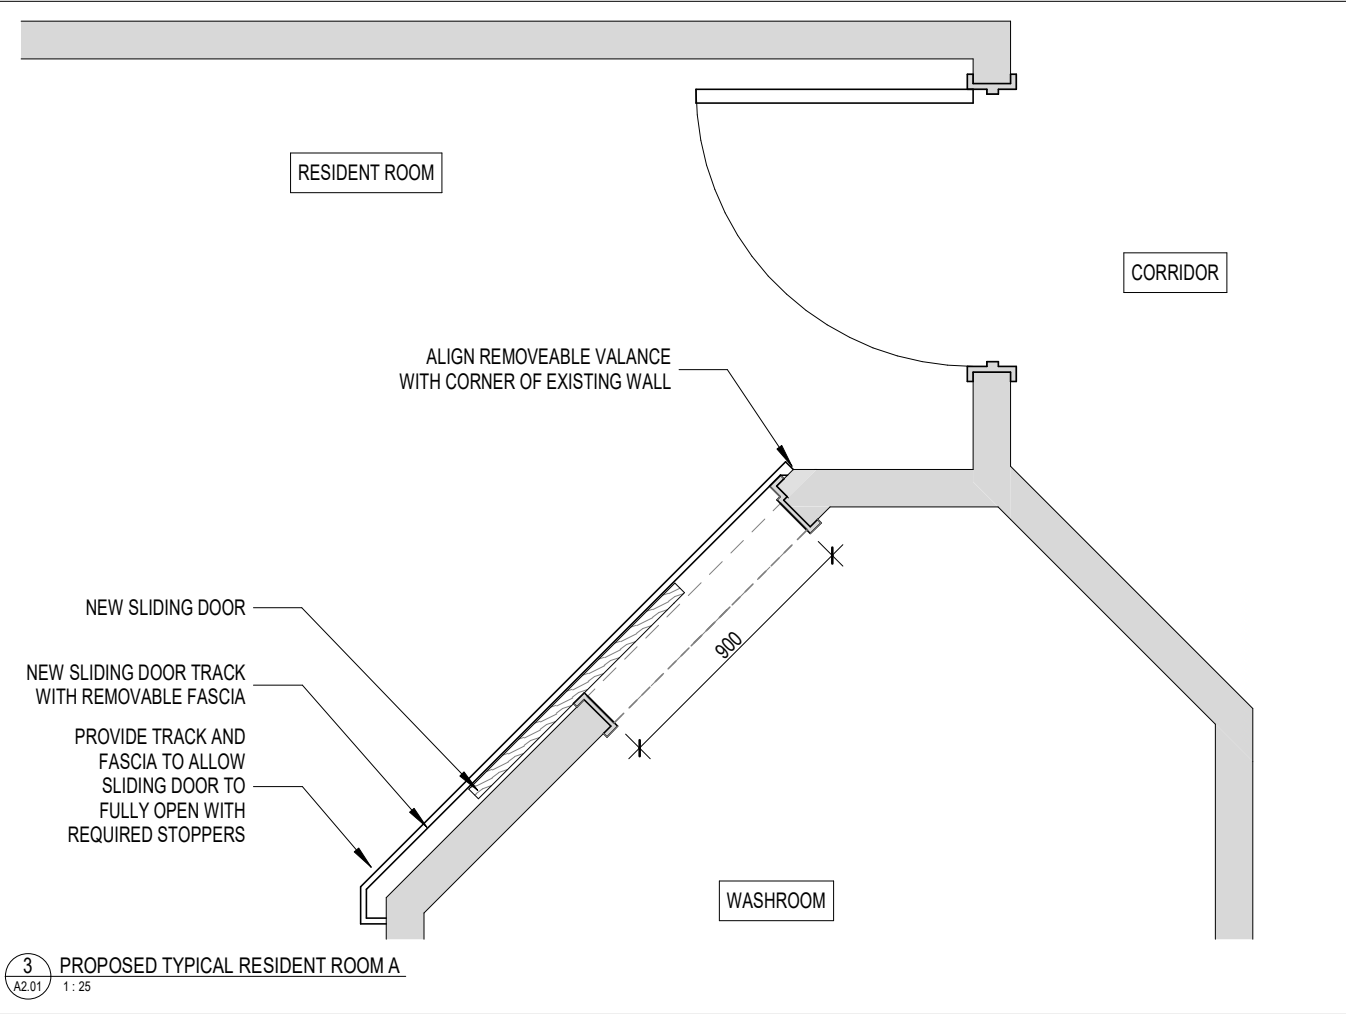 RESIDENT ROOM
CORRIDOR
ALIGN REMOVEABLE VALANCE
WITH CORNER OF EXISTING WALL
900
NEW SLIDING DOOR
NEW SLIDING DOOR TRACK
WITH REMOVABLE FASCIA
PROVIDE TRACK AND
FASCIA TO ALLOW
SLIDING DOOR TO
FULLY OPEN WITH
REQUIRED STOPPERS
WASHROOM
3
PROPOSED TYPICAL RESIDENT ROOM A
A2.01
1 : 25